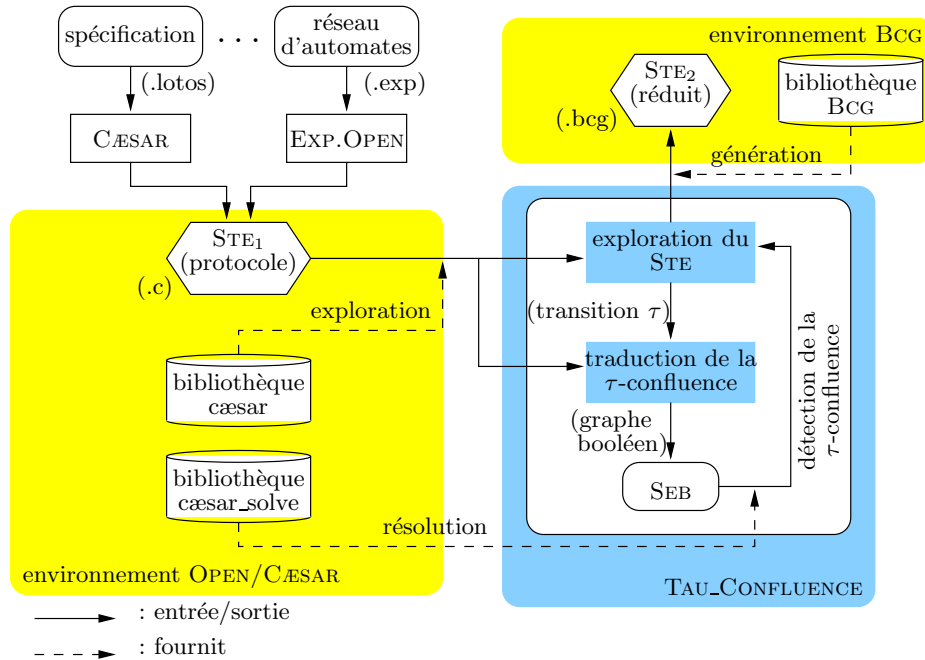 spécification
. . .
réseau
d'automates
(.lotos)
(.exp)
CÆSAR
EXP.OPEN
environnement BCG
STE2
(réduit)
(.bcg)
bibliothèque
BCG
génération
STE1
(protocole)
(.c)
exploration
bibliothèque
cæsar
bibliothèque
cæsar_solve
résolution
environnement OPEN/CÆSAR
exploration du
STE
(transition τ)
traduction de la
τ-confluence
(graphe
booléen)
SEB
détection de la
τ-confluence
TAU_CONFLUENCE
: entrée/sortie
: fournit